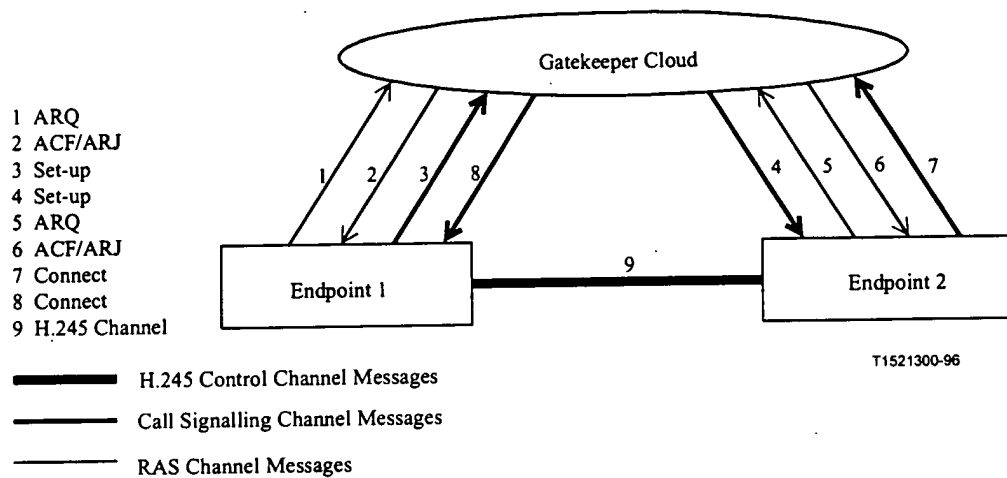 Gatekeeper Cloud
1 ARQ
2 ACF/ARJ
3 Set-up
4 Set-up
5 ARQ
6 ACF/ARJ
7 Connect
8 Connect
9 H.245 Channel
1
2
3
8
4
5
6
7
9
Endpoint 1
Endpoint 2
T1521300-96
H.245 Control Channel Messages
Call Signalling Channel Messages
RAS Channel Messages